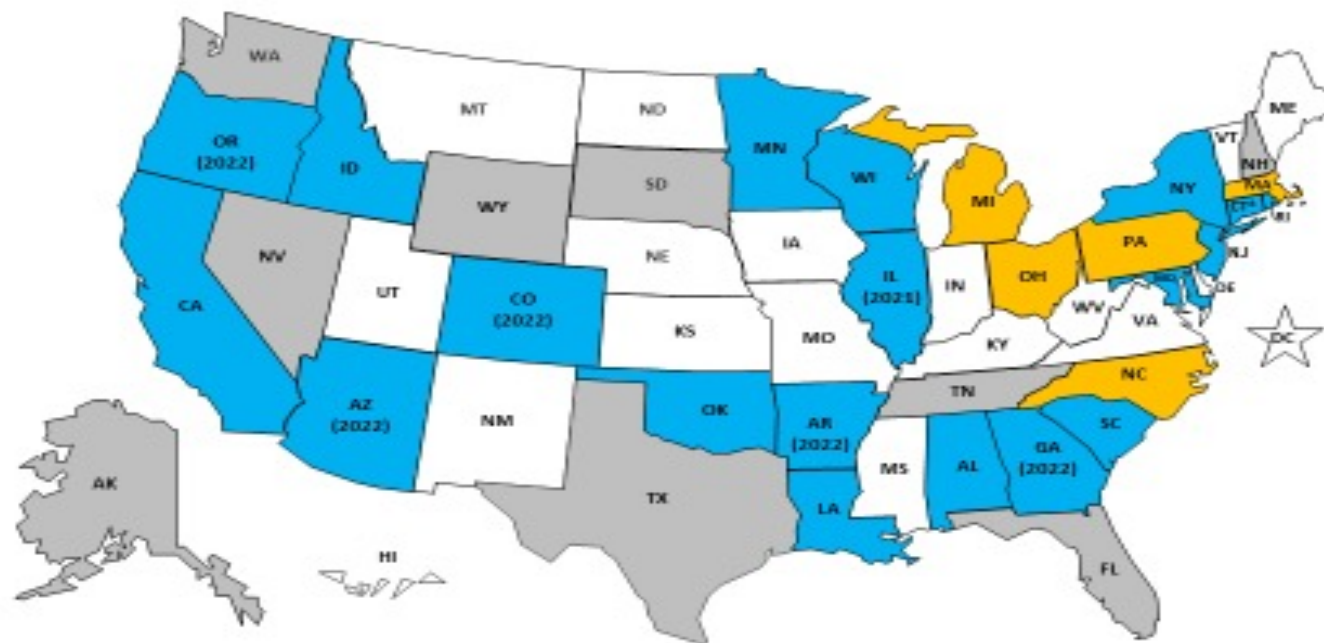 WA
MT
ND
ME
OR
(2022)
ID
MN
VT
NH
WY
SD
WI
NY
MA
MI
CT*
RI
NV
NE
IA
PA
NJ
UT
CO
(2022)
IL
(2021)
IN
OH
MD
DE
CA
KS
MO
WV
VA
KY
DC
AZ
(2022)
NM
OK
AR
(2022)
TN
NC
SC
MS
AL
GA
(2022)
TX
LA
AK
HI
FL